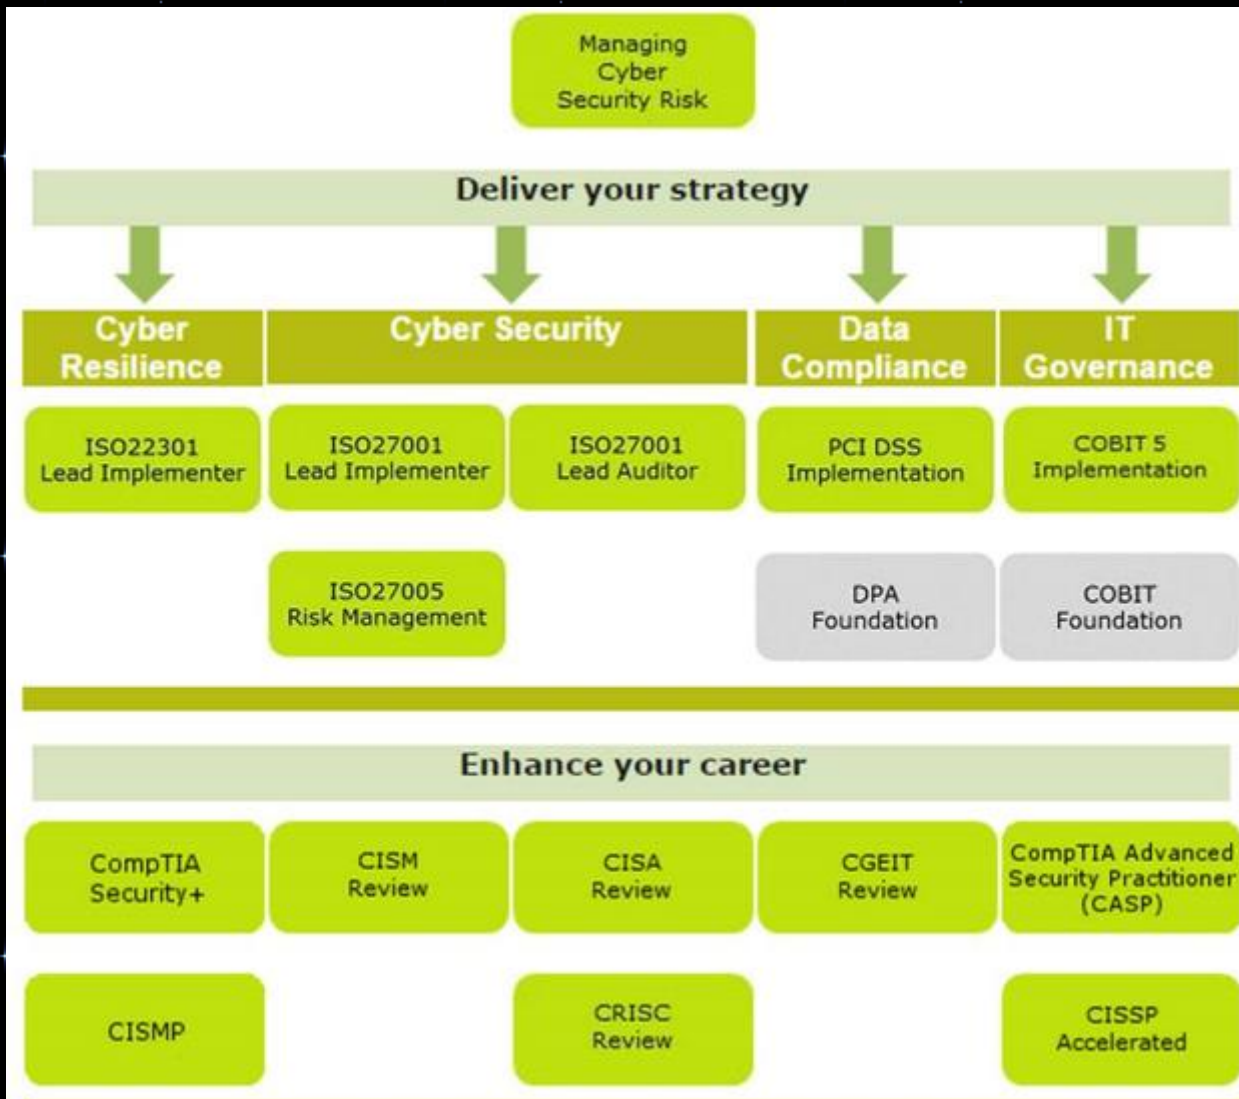 Managing
Cyber
Security Risk
Deliver your strategy
Cyber
Resilience
Cyber Security
Data
Compliance
IT
Governance
ISO22301
Lead Implementer
ISO27001
Lead Implementer
ISO27001
Lead Auditor
PCI DSS
Implementation
COBIT 5
Implementation
ISO27005
Risk Management
DPA
Foundation
COBIT
Foundation
Enhance your career
CompTIA
Security+
CISM
Review
CISA
Review
CGEIT
Review
CompTIA Advanced
Security Practitioner
(CASP)
CISMP
CRISC
Review
CISSP
Accelerated